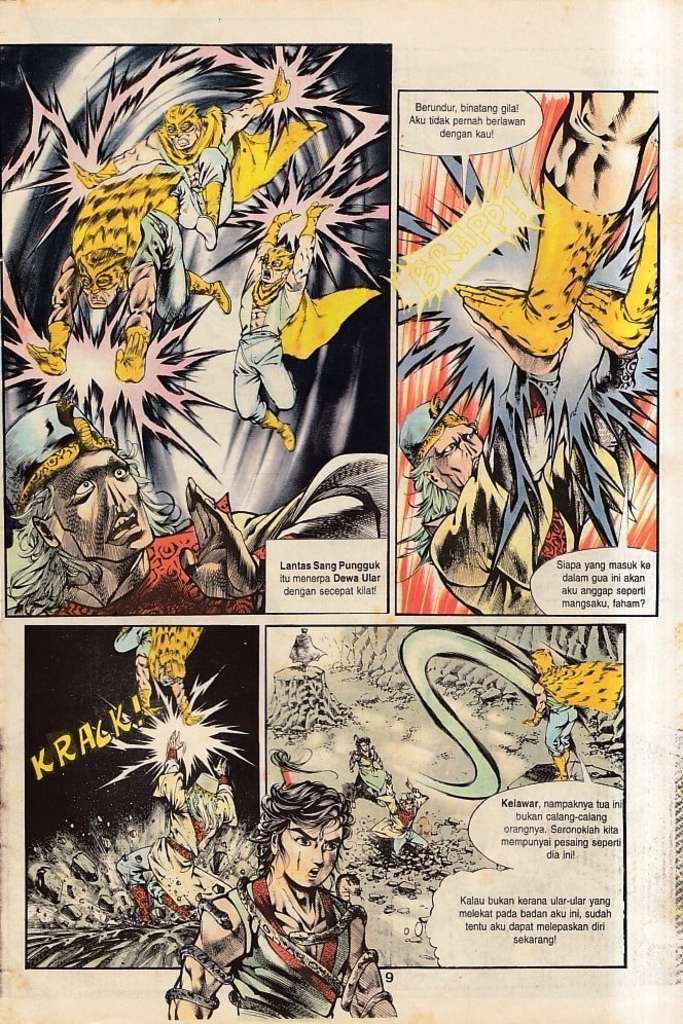 Berundur, binatang gila!
Aku tidak pernah berlawan
dengan kau!
BRAPP!
Lantas Sang Pungguk
itu menerpa Dewa Ular
dengan secepat kilat!
Siapa yang masuk ke
dalam gua ini akan
aku anggap seperti
mangsaku, faham?
KRACK!
Kelawar, nampaknya tua ini
bukan calang-calang
orangnya. Seronoklah kita
mempunyai pesaing seperti
dia ini!
Kalau bukan kerana ular-ular yang
melekat pada badan aku ini, sudah
tentu aku dapat melepaskan diri
sekarang!
9